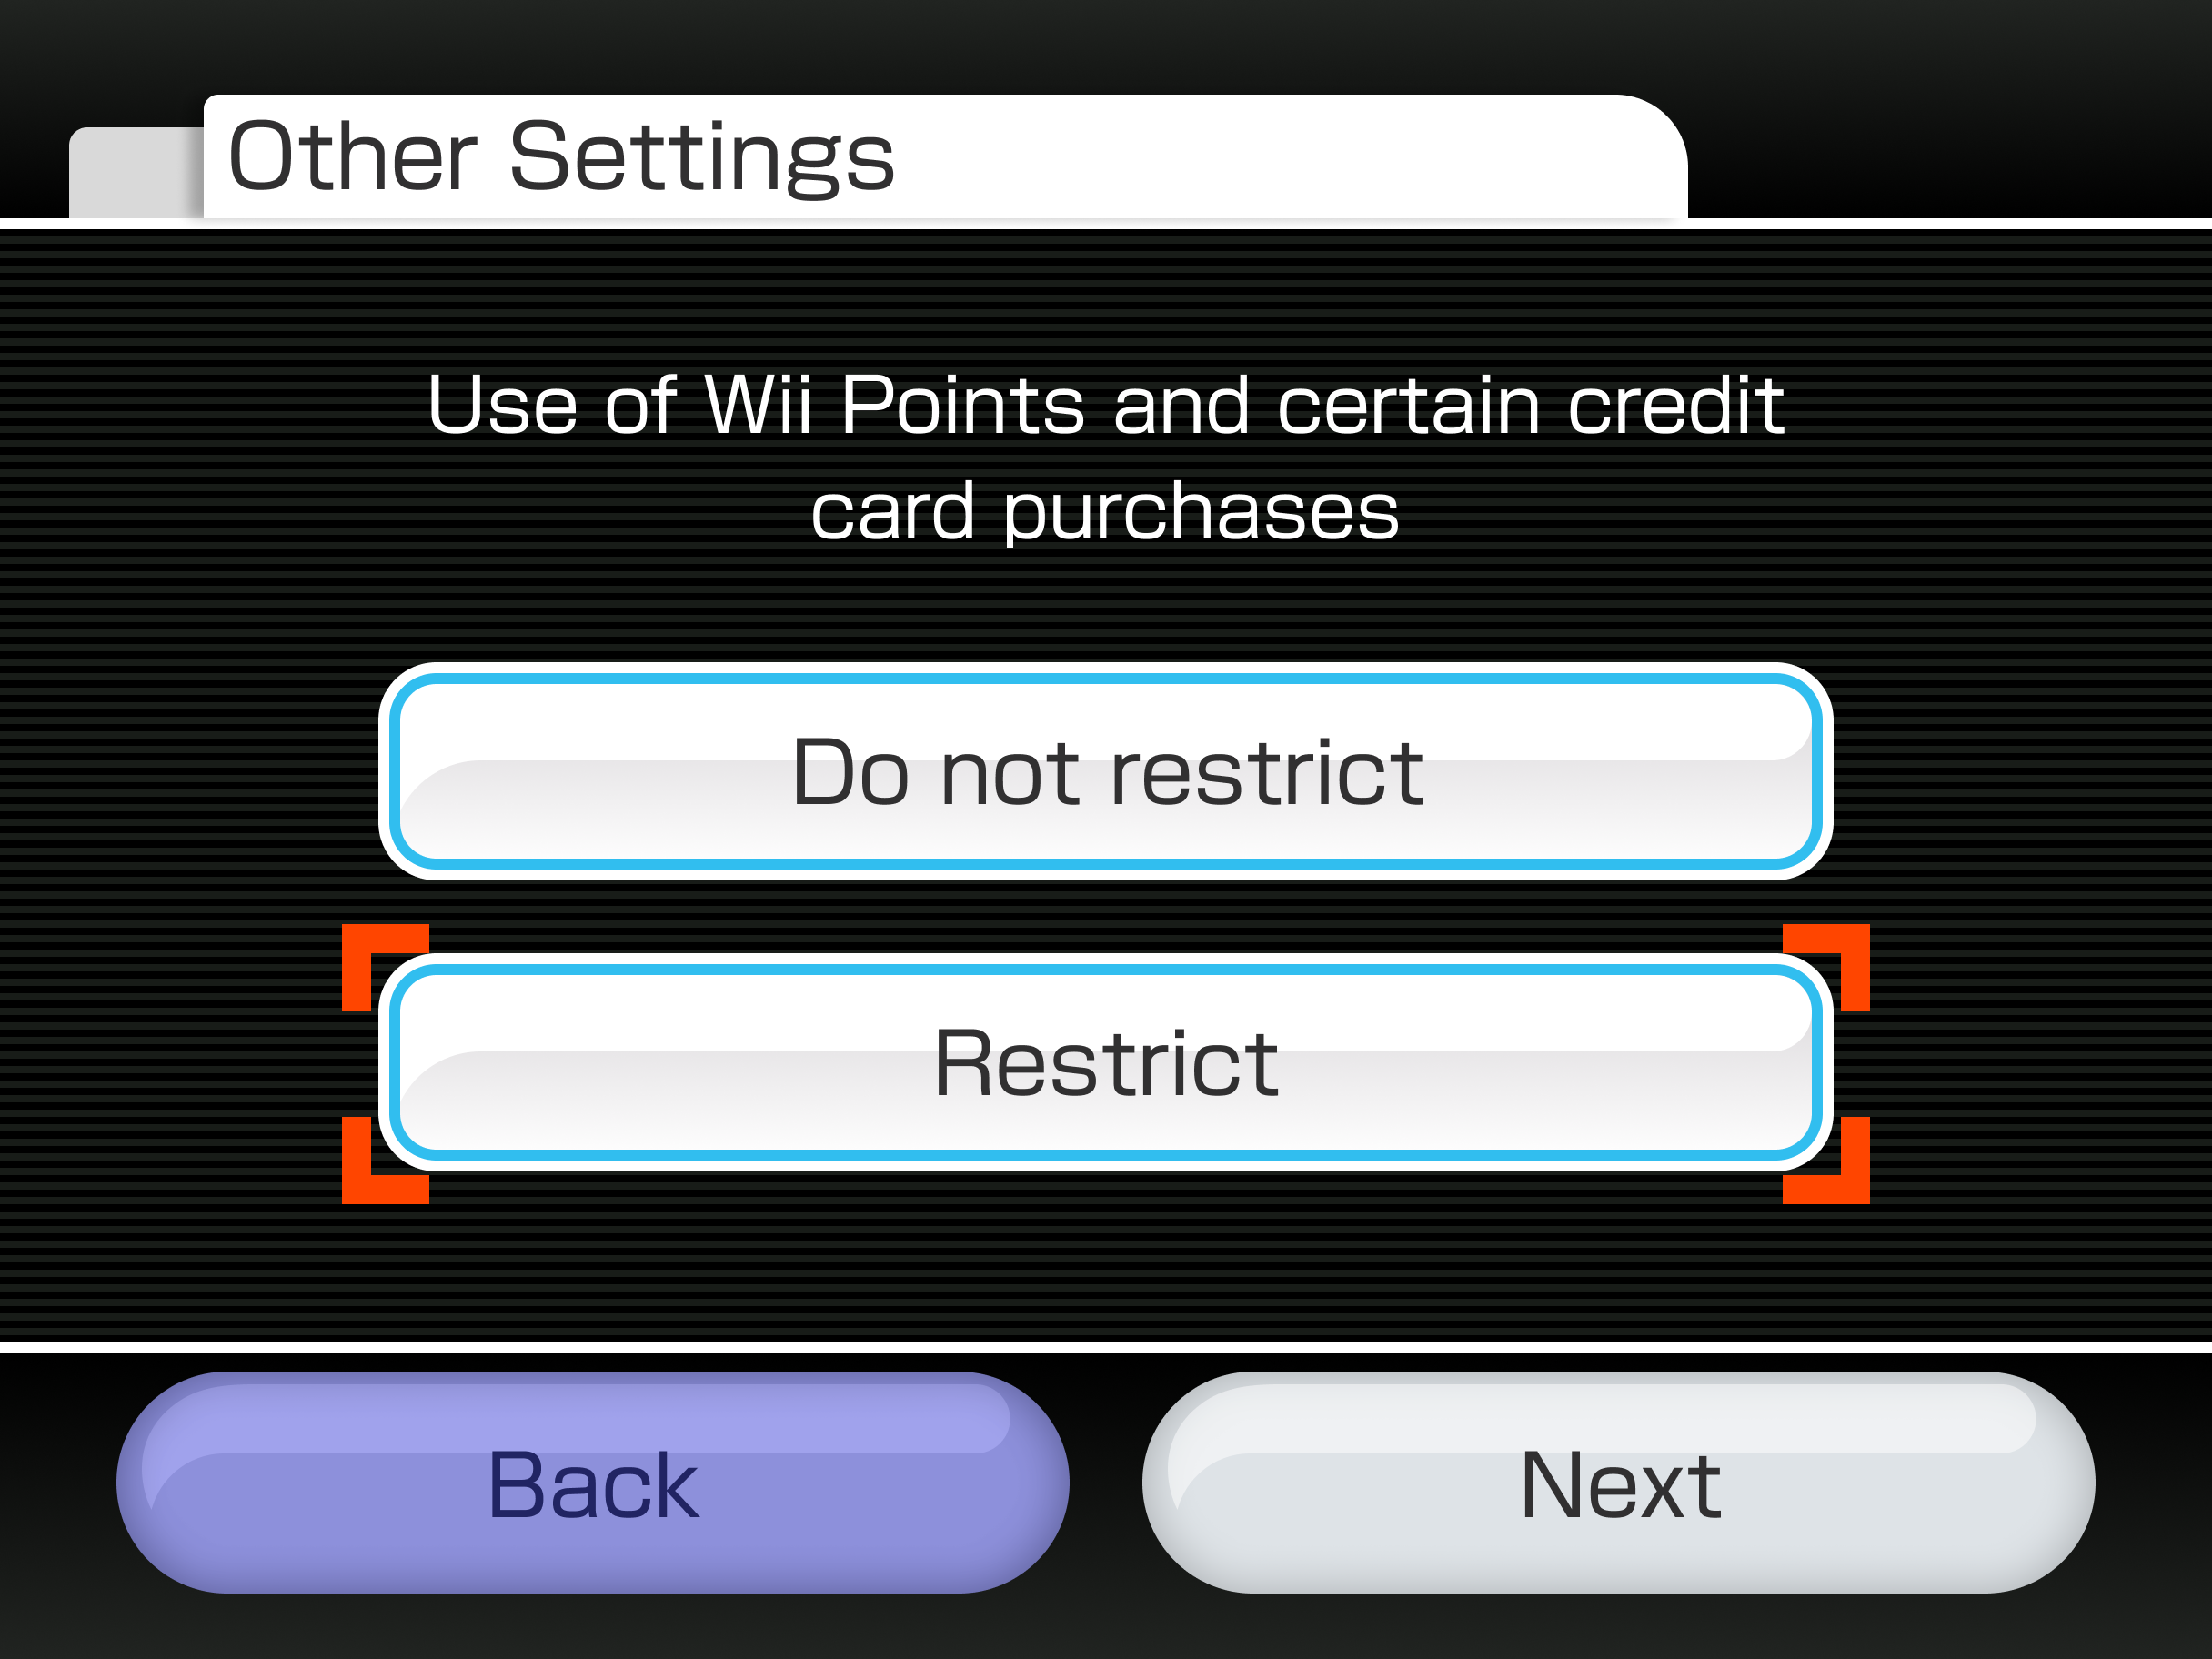 Other Settings
Use of Wii Points and certain credit
card purchases
Do not restrict
Restrict
Back
Next